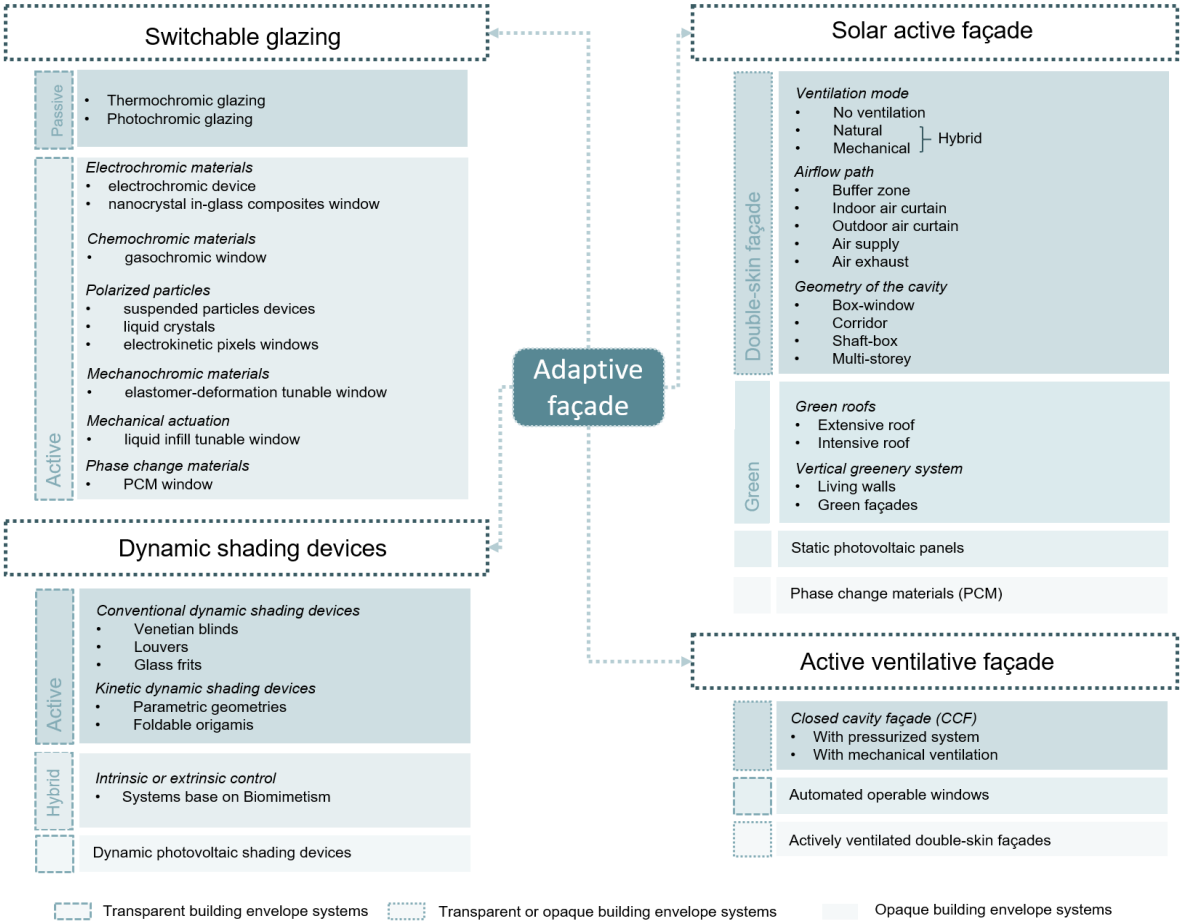 Switchable glazing
Passive
• Thermochromic glazing
• Photochromic glazing
Active
Electrochromic materials
• electrochromic device
• nanocrystal in-glass composites window
Chemochromic materials
• gasochromic window
Polarized particles
• suspended particles devices
• liquid crystals
• electrokinetic pixels windows
Mechanochromic materials
• elastomer-deformation tunable window
Mechanical actuation
• liquid infill tunable window
Phase change materials
• PCM window
Dynamic shading devices
Active
Conventional dynamic shading devices
• Venetian blinds
• Louvers
• Glass frits
Kinetic dynamic shading devices
• Parametric geometries
• Foldable origamis
Hybrid
Intrinsic or extrinsic control
• Systems base on Biomimetism
Dynamic photovoltaic shading devices
Adaptive
façade
Solar active façade
Double-skin façade
Ventilation mode
• No ventilation
• Natural
• Mechanical
Hybrid
Airflow path
• Buffer zone
• Indoor air curtain
• Outdoor air curtain
• Air supply
• Air exhaust
Geometry of the cavity
• Box-window
• Corridor
• Shaft-box
• Multi-storey
Green
Green roofs
• Extensive roof
• Intensive roof
Vertical greenery system
• Living walls
• Green façades
Static photovoltaic panels
Phase change materials (PCM)
Active ventilative façade
Closed cavity façade (CCF)
• With pressurized system
• With mechanical ventilation
Automated operable windows
Actively ventilated double-skin façades
Transparent building envelope systems
Transparent or opaque building envelope systems
Opaque building envelope systems